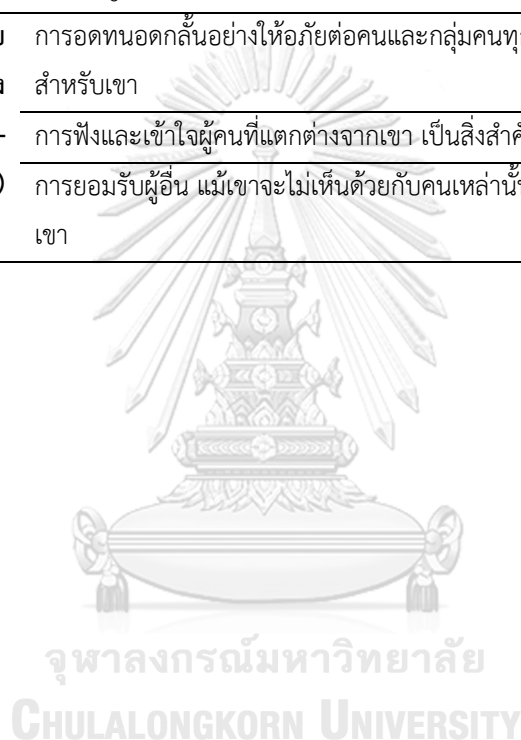 การอดทนอดกลั้นอย่างให้อภัยต่อคนและกลุ่มคนทุก
สำหรับเขา
การฟังและเข้าใจผู้คนที่แตกต่างจากเขา เป็นสิ่งสำคั
การยอมรับผู้อื่น แม้เขาจะไม่เห็นด้วยกับคนเหล่านั้น
เขา
จุฬาลงกรณ์มหาวิทยาลัย
CHULALONGKORN UNIVERSITY